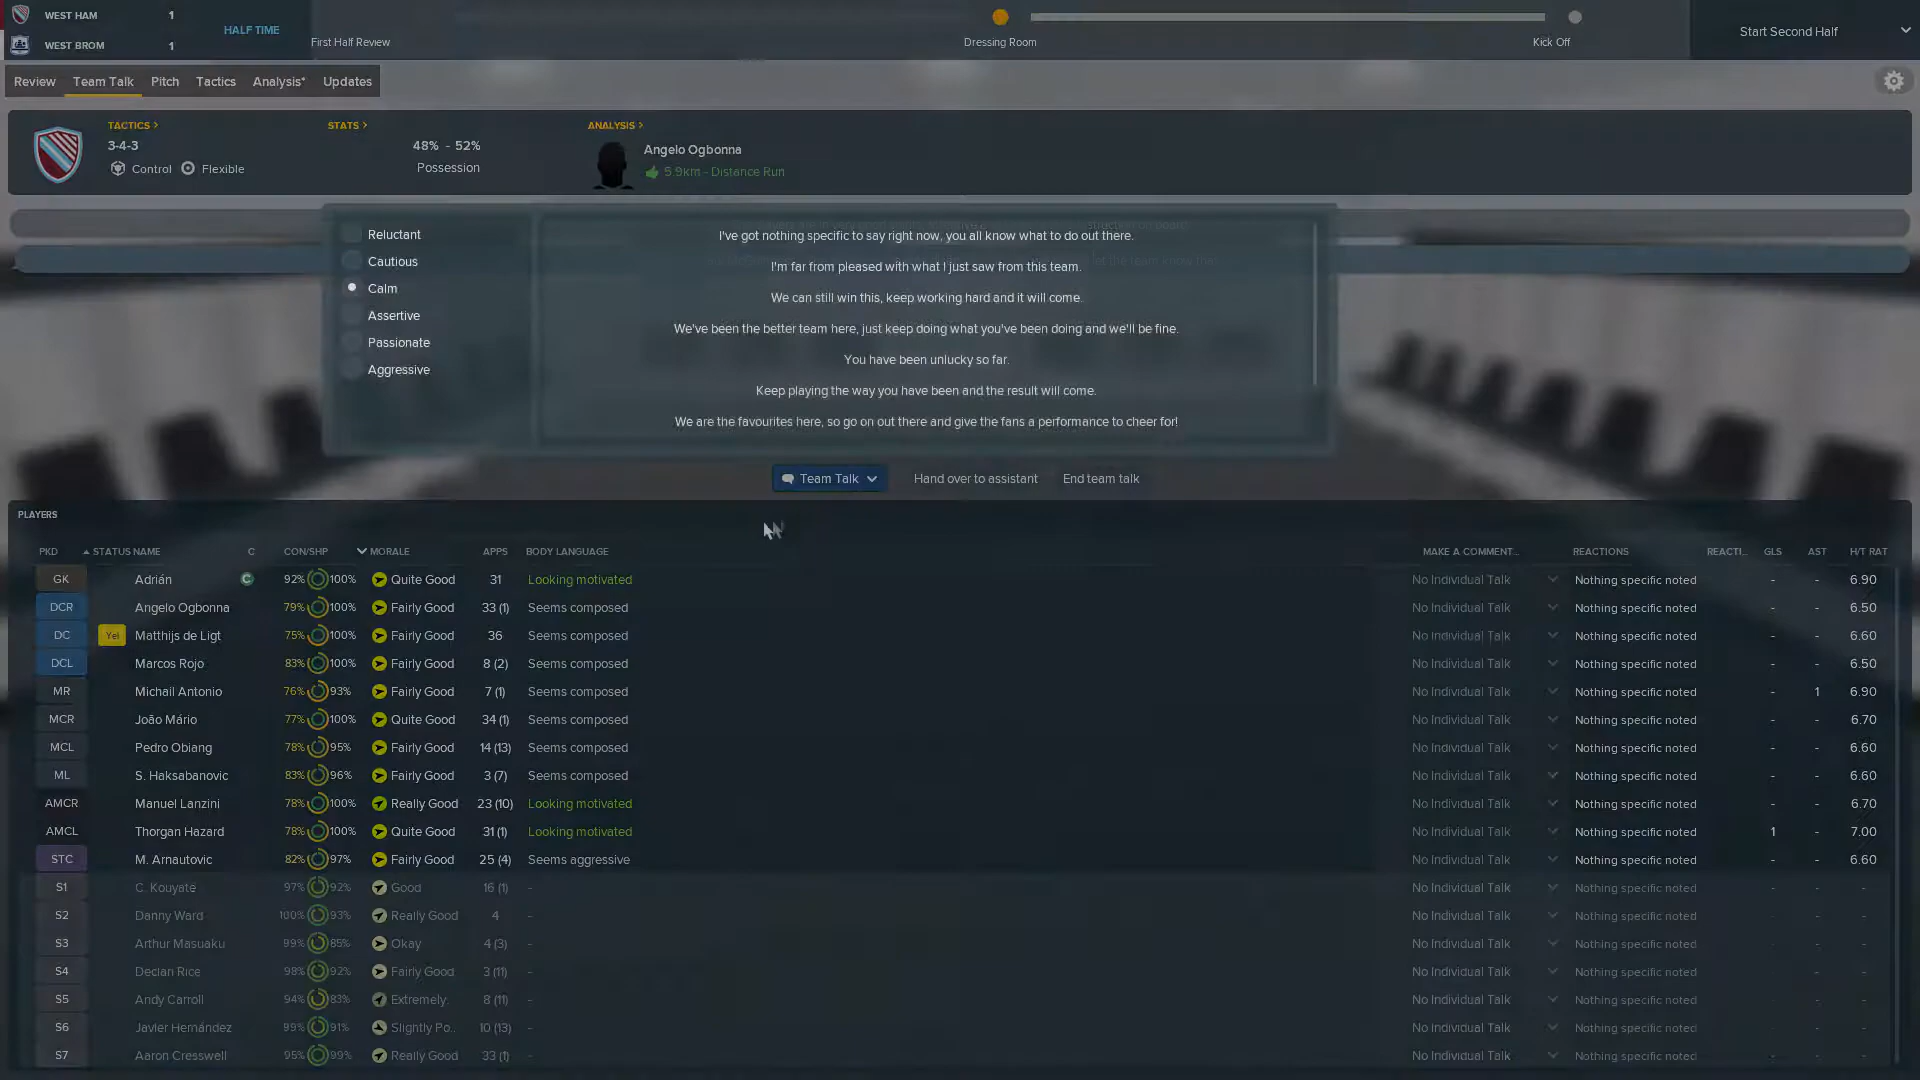 WEST HAM 1
WEST BROM 1
HALF TIME
First Half Review
Dressing Room
Kick Off
Start Second Half
Review Team Talk Pitch Tactics Analysis* Updates
TACTICS >
3-4-3
Control Flexible
STATS >
48% - 52%
Possession
ANALYSIS >
Angelo Ogbonna
5.9km - Distance Run
Reluctant
Cautious
Calm
Assertive
Passionate
Aggressive
I've got nothing specific to say right now, you all know what to do out there.
I'm far from pleased with what I just saw from this team.
We can still win this, keep working hard and it will come.
We've been the better team here, just keep doing what you've been doing and we'll be fine.
You have been unlucky so far.
Keep playing the way you have been and the result will come.
We are the favourites here, so go on out there and give the fans a performance to cheer for!
Team Talk Hand over to assistant End team talk
PLAYERS
PKD STATUS NAME C CON/SHP MORALE APPS BODY LANGUAGE MAKE A COMMENT... REACTIONS REACTI... GLS AST H/T RAT
GK Adrián C 92% 100% Quite Good 31 Looking motivated No Individual Talk Nothing specific noted - - 6.90
DCR Angelo Ogbonna 79% 100% Fairly Good 33 (1) Seems composed No Individual Talk Nothing specific noted - - 6.50
DC Yel Matthijs de Ligt 75% 100% Fairly Good 36 Seems composed No Individual Talk Nothing specific noted - - 6.60
DCL Marcos Rojo 83% 100% Fairly Good 8 (2) Seems composed No Individual Talk Nothing specific noted - - 6.50
MR Michail Antonio 76% 93% Fairly Good 7 (1) Seems composed No Individual Talk Nothing specific noted - 1 6.90
MCR João Mário 77% 100% Quite Good 34 (1) Seems composed No Individual Talk Nothing specific noted - - 6.70
MCL Pedro Obiang 78% 95% Fairly Good 14 (13) Seems composed No Individual Talk Nothing specific noted - - 6.60
ML S. Haksabanovic 83% 96% Fairly Good 3 (7) Seems composed No Individual Talk Nothing specific noted - - 6.60
AMCR Manuel Lanzini 78% 100% Really Good 23 (10) Looking motivated No Individual Talk Nothing specific noted - - 6.70
AMCL Thorgan Hazard 78% 100% Quite Good 31 (1) Looking motivated No Individual Talk Nothing specific noted 1 - 7.00
STC M. Arnautovic 82% 97% Fairly Good 25 (4) Seems aggressive No Individual Talk Nothing specific noted - - 6.60
S1 C. Kouyaté 97% 92% Good 16 (1) - No Individual Talk Nothing specific noted - - -
S2 Danny Ward 100% 93% Really Good 4 - No Individual Talk Nothing specific noted - - -
S3 Arthur Masuaku 99% 85% Okay 4 (3) - No Individual Talk Nothing specific noted - - -
S4 Declan Rice 98% 92% Fairly Good 3 (11) - No Individual Talk Nothing specific noted - - -
S5 Andy Carroll 94% 83% Extremely.. 8 (11) - No Individual Talk Nothing specific noted - - -
S6 Javier Hernández 99% 91% Slightly Po... 10 (13) - No Individual Talk Nothing specific noted - - -
S7 Aaron Cresswell 95% 99% Really Good 33 (1) - No Individual Talk Nothing specific noted - - -